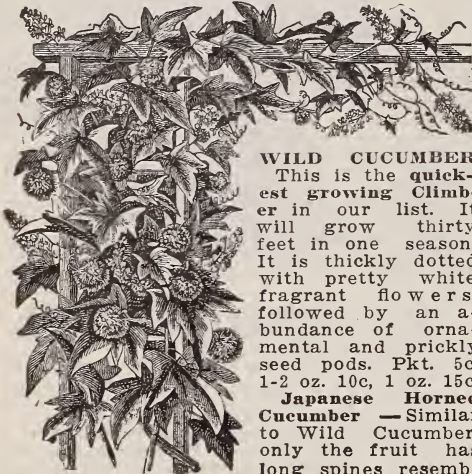 WILD CUCUMBER
This is the quick-
est growing Climb-
er in our list. It
will grow thirty
feet in one season
It is thickly dotted
with pretty white
fragrant flowers
followed by an a-
bundance of orna
mental and prickly
seed pods. Pkt. 5c
1-2 oz. 10c, 1 oz. 15c
Japanese Horned
Cucumber — Similar
to Wild Cucumber
only the fruit has
long spines resemb